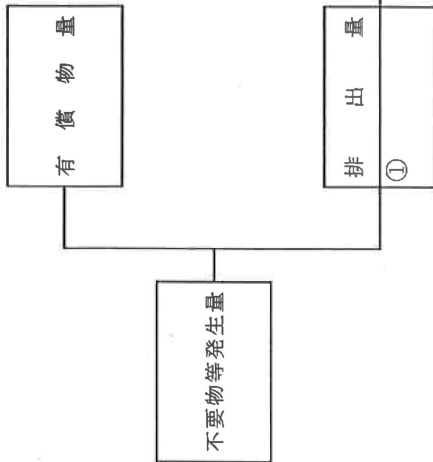 有償物量
不要物等発生量
排出量
①